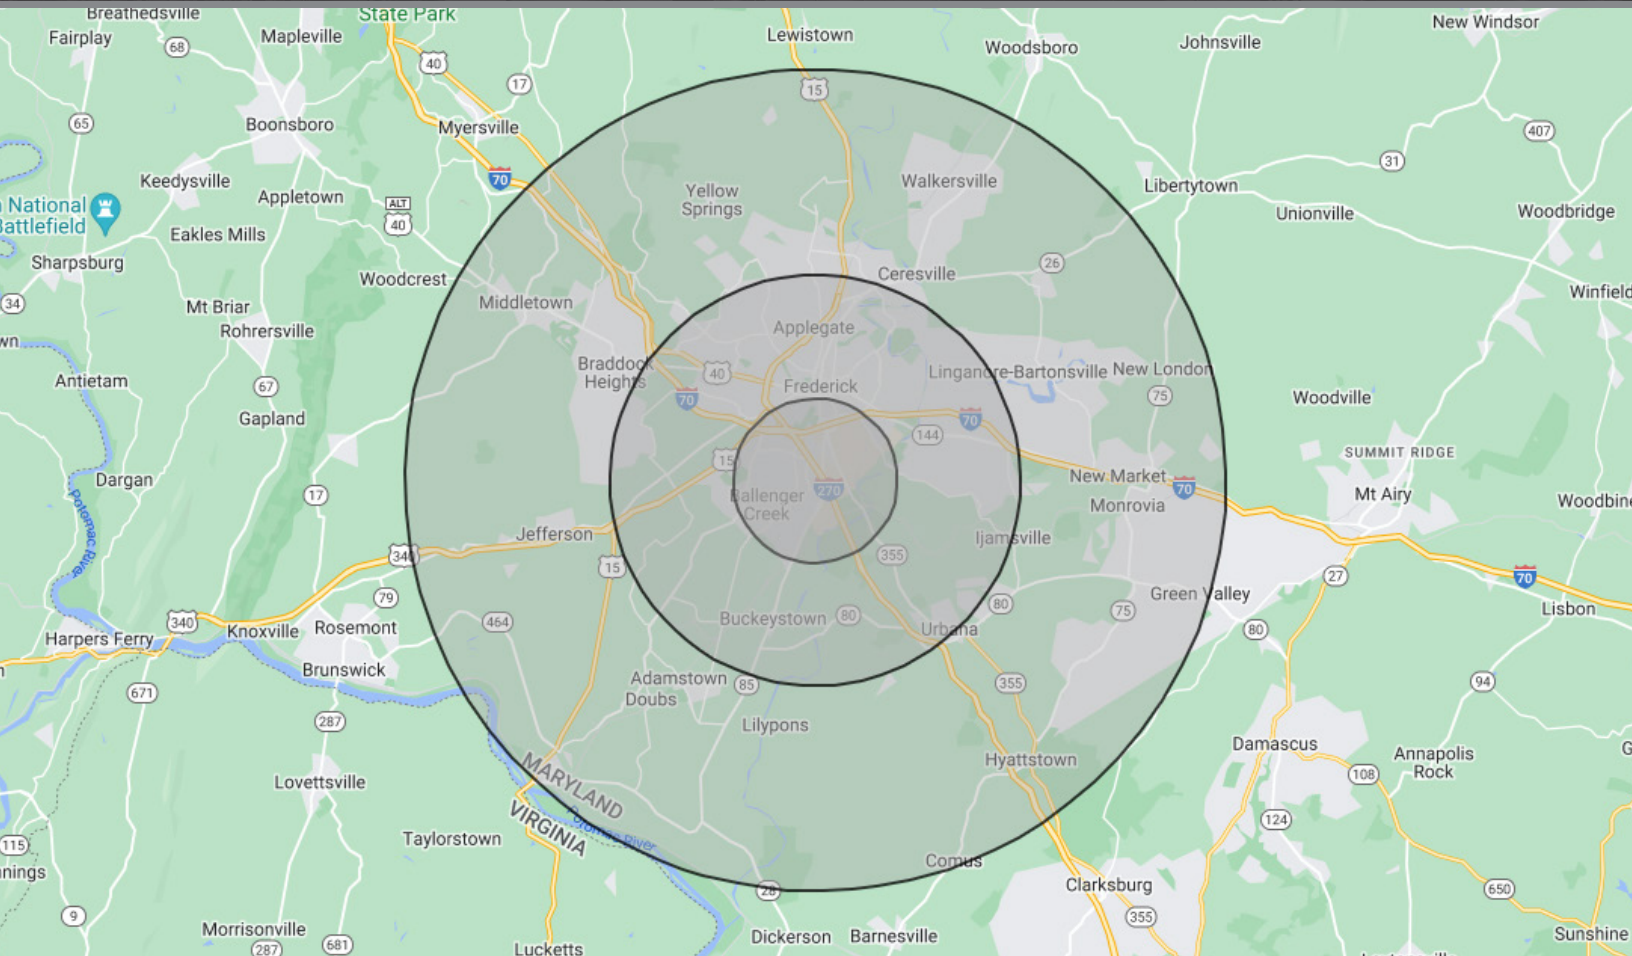 Breathedsville
State Park
Fairplay
68
Mapleville
40
17
Lewistown
15
Woodsboro
Johnsville
New Windsor
65
Boonsboro
Myersville
407
31
70
Keedysville
Appletown
ALT
40
Yellow
Springs
Walkersville
Libertytown
Unionville
Woodbridge
National
Battlefield
Eakles Mills
Sharpsburg
Woodcrest
Ceresville
26
34
Mt Briar
Rohrersville
Middletown
Applegate
Winfield
wn
Antietam
67
Gapland
Braddock
Heights
40
70
Frederick
Linganore-Bartonsville
New London
75
Woodville
70
144
SUMMIT RIDGE
Dargan
17
15
Ballenger
Creek
270
New Market
70
Monrovia
Mt Airy
Woodbine
Potomac River
340
Jefferson
15
355
Ijamsville
27
70
Lisbon
79
340
Harpers Ferry
Knoxville
Rosemont
464
Buckeystown
80
Urbana
80
75
Green Valley
80
Brunswick
671
287
Adamstown
Doubs
85
Lilypons
355
94
Damascus
Annapolis
Rock
G
108
Hyattstown
Lovettsville
MARYLAND
VIRGINIA
Potomac River
124
115
nnings
Taylorstown
Comus
28
Clarksburg
355
650
9
Morrisonville
287
681
Lucketts
Dickerson
Barnesville
Sunshine